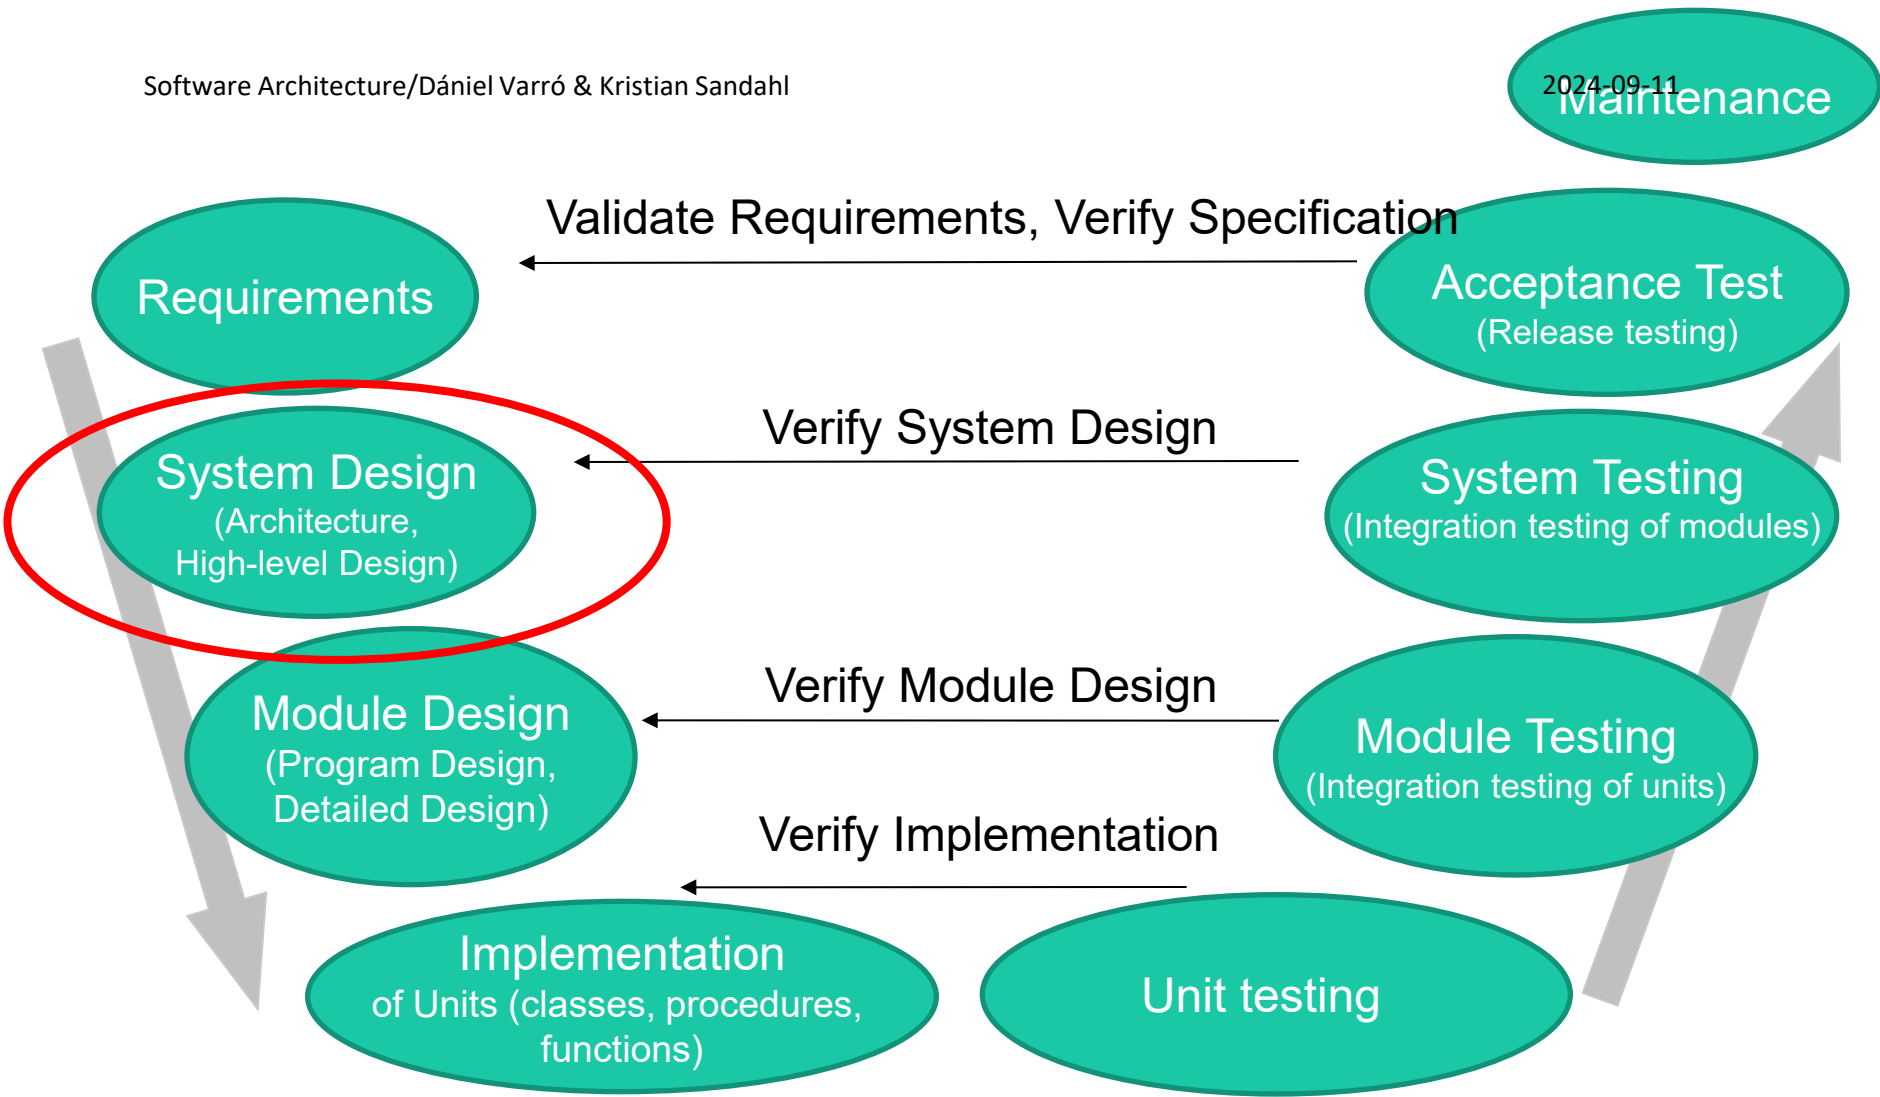 Software Architecture/Dániel Varró & Kristian Sandahl
2024-09-11
Maintenance
Validate Requirements, Verify Specification
Requirements
Acceptance Test
(Release testing)
Verify System Design
System Design
(Architecture,
High-level Design)
System Testing
(Integration testing of modules)
Verify Module Design
Module Design
(Program Design,
Detailed Design)
Module Testing
(Integration testing of units)
Verify Implementation
Implementation
of Units (classes, procedures,
functions)
Unit testing